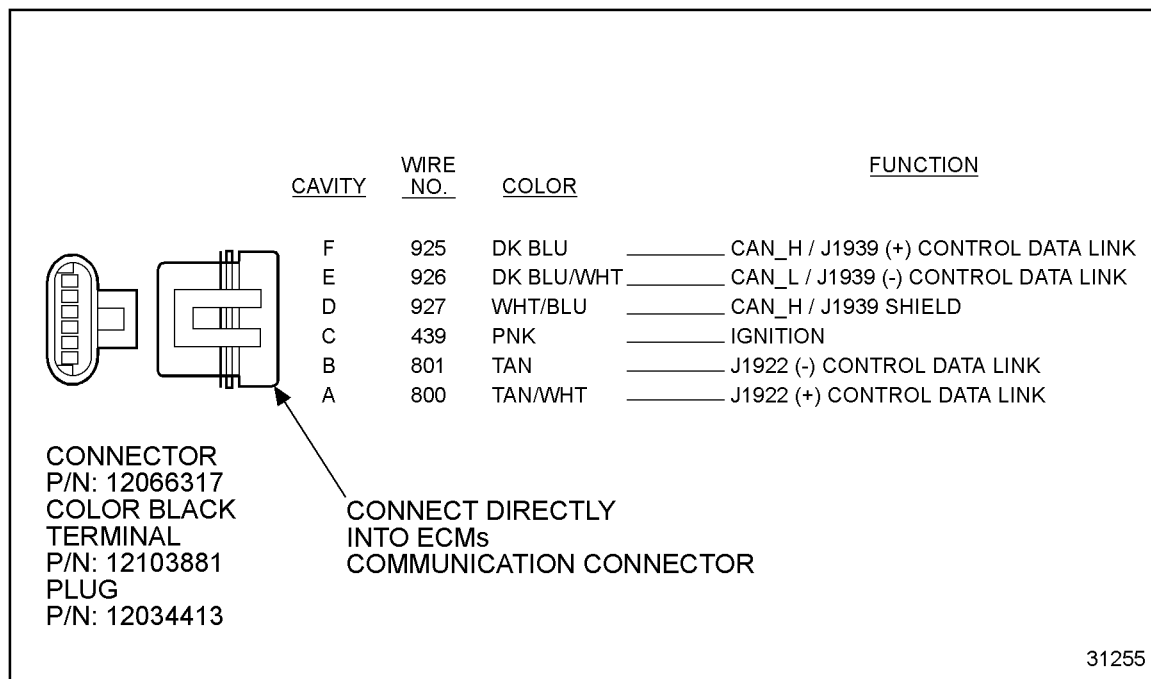 WIRE
CAVITY NO. COLOR FUNCTION
F 925 DK BLU CAN_H / J1939 (+) CONTROL DATA LINK
E 926 DK BLU/WHT CAN_L / J1939 (-) CONTROL DATA LINK
D 927 WHT/BLU CAN_H / J1939 SHIELD
C 439 PNK IGNITION
B 801 TAN J1922 (-) CONTROL DATA LINK
A 800 TAN/WHT J1922 (+) CONTROL DATA LINK
CONNECTOR
P/N: 12066317
COLOR BLACK
TERMINAL
P/N: 12103881
PLUG
P/N: 12034413
CONNECT DIRECTLY
INTO ECMs
COMMUNICATION CONNECTOR
31255